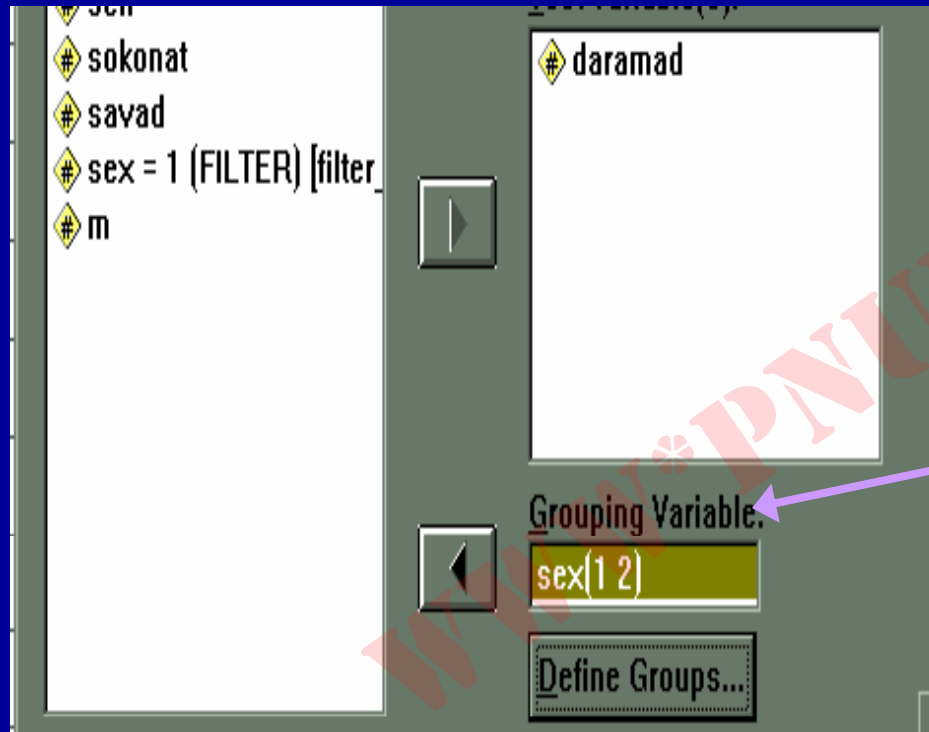 sokonat
savad
sex = 1 (FILTER) [filter_
m
daramad
Grouping Variable:
sex(1 2)
Define Groups...
WWW*PNU